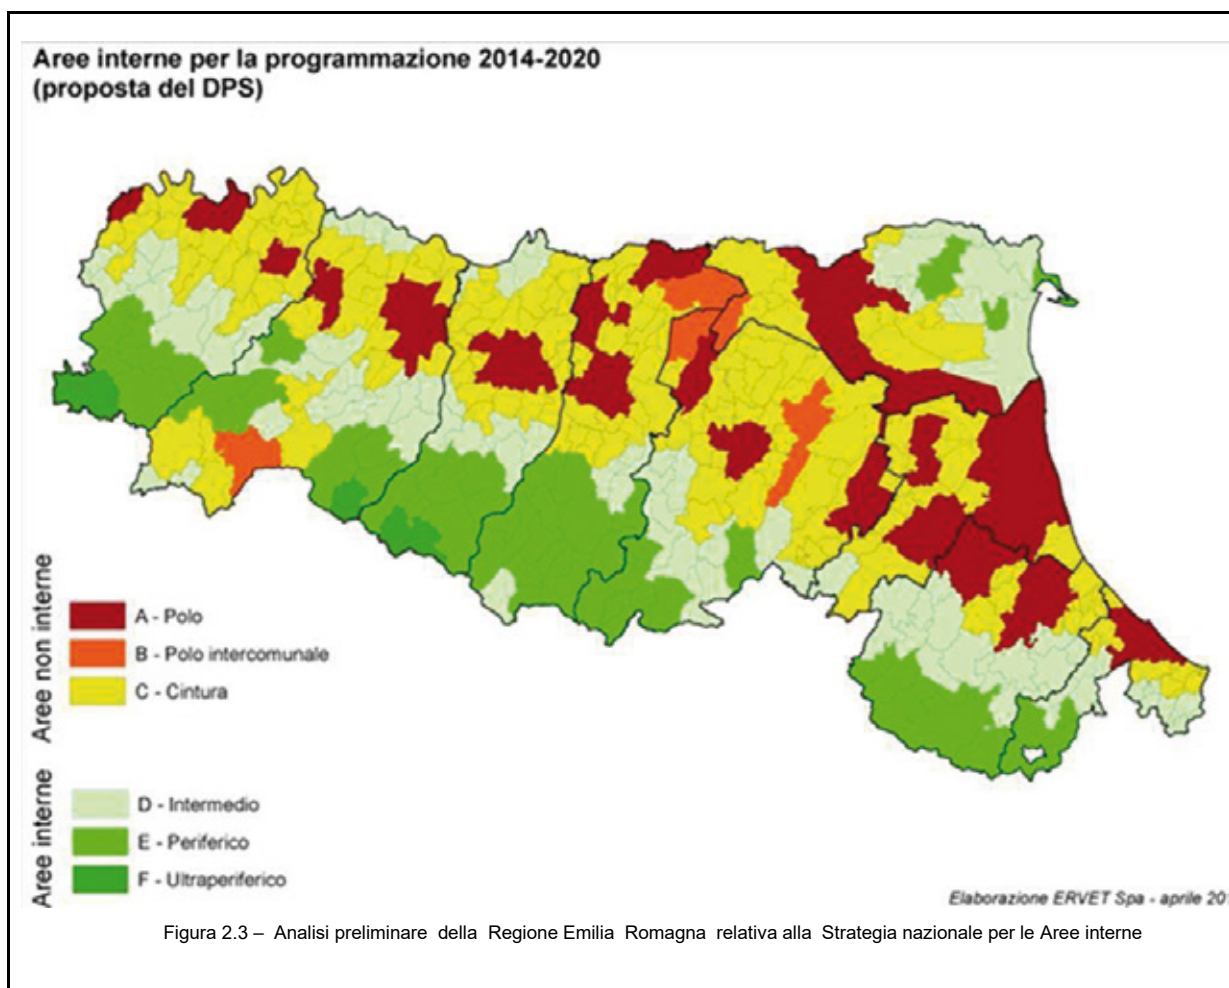 Aree interne per la programmazione 2014-2020
(proposta del DPS)
Aree non interne
A - Polo
B - Polo intercomunale
C - Cintura
Aree interne
D - Intermedio
E - Periferico
F - Ultraperiferico
Elaborazione ERVET Spa - aprile 201
Figura 2.3 – Analisi preliminare della Regione Emilia Romagna relativa alla Strategia nazionale per le Aree interne